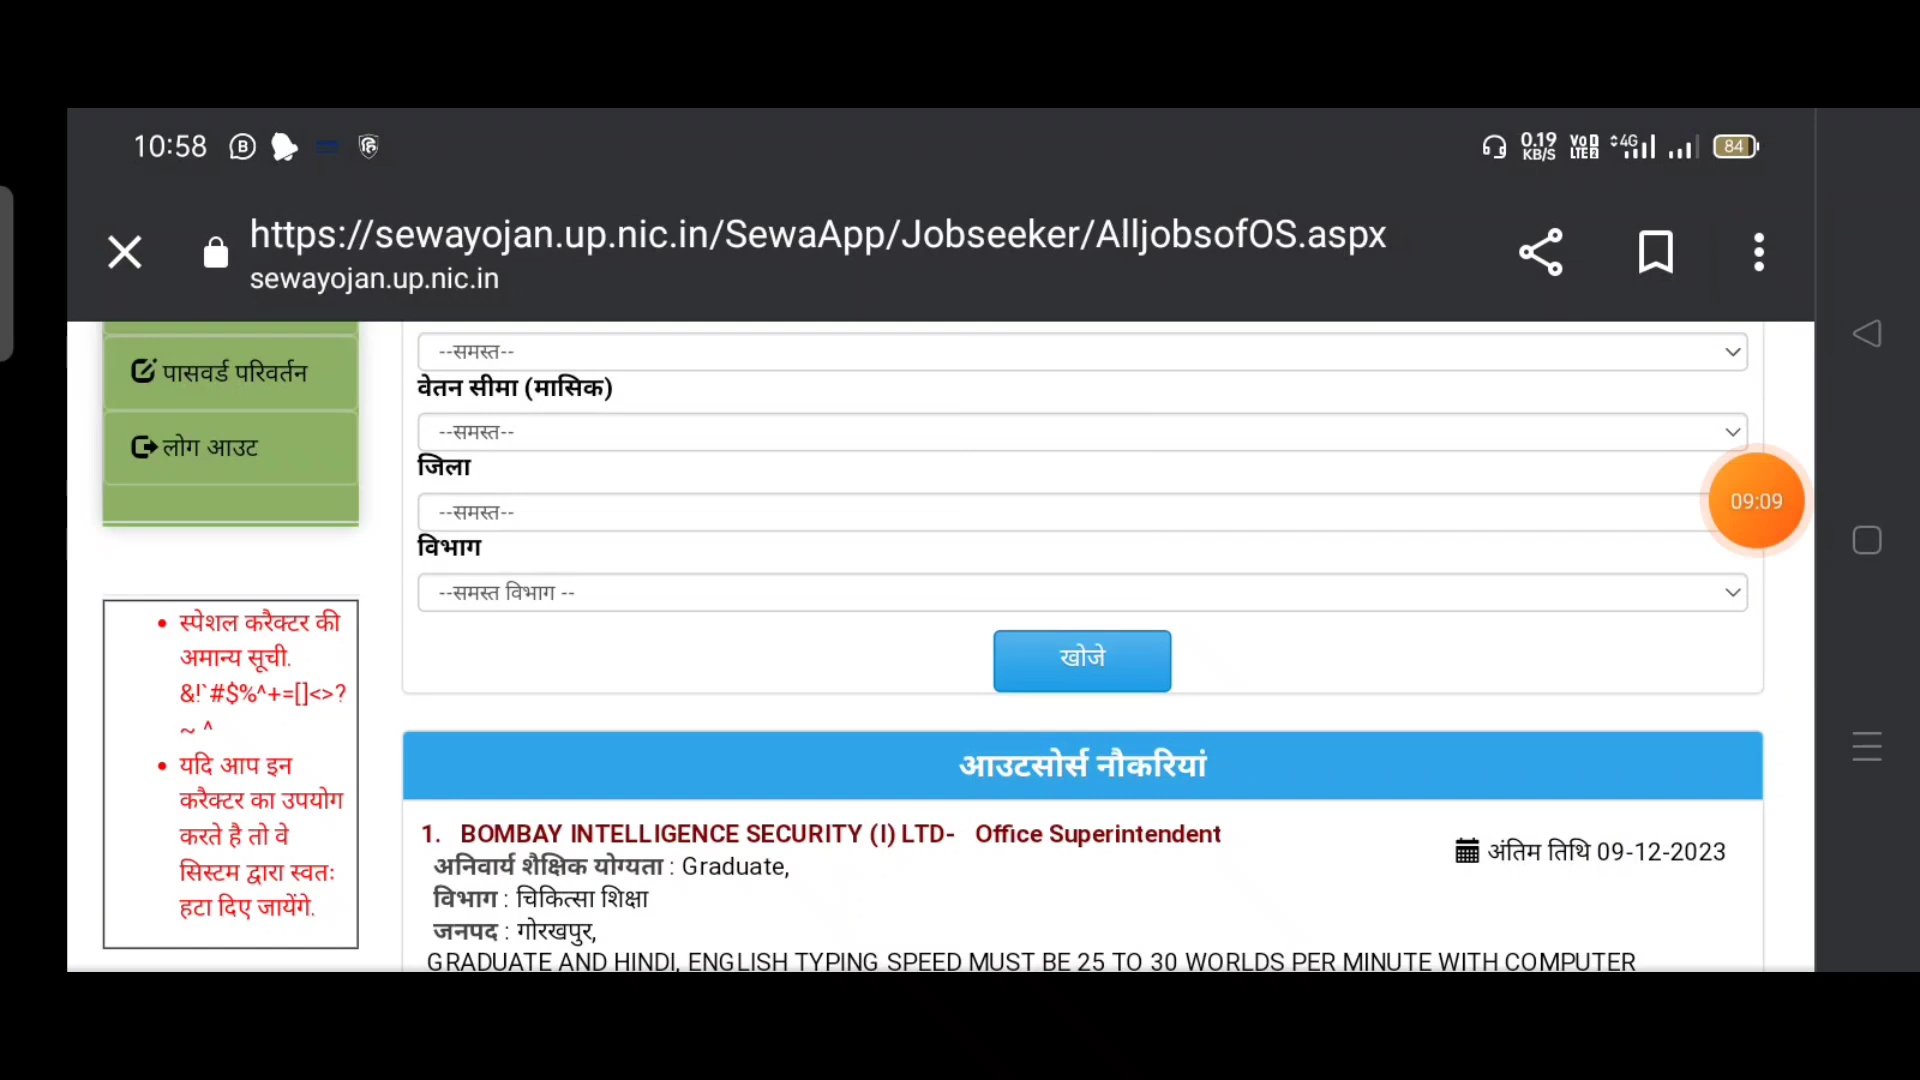 10:58
0.19 KB/S VoD LTE2 4G 84
https://sewayojan.up.nic.in/SewaApp/Jobseeker/AlljobsofOS.aspx
sewayojan.up.nic.in
पासवर्ड परिवर्तन
लोग आउट
स्पेशल करैक्टर की
अमान्य सूची.
&!`#$%^+=[]<>?
~ ^
यदि आप इन
करैक्टर का उपयोग
करते है तो वे
सिस्टम द्वारा स्वतः
हटा दिए जायेंगे.
--समस्त--
वेतन सीमा (मासिक)
--समस्त--
जिला
--समस्त--
09:09
विभाग
--समस्त विभाग --
खोजे
आउटसोर्स नौकरियां
1. BOMBAY INTELLIGENCE SECURITY (I) LTD- Office Superintendent
अंतिम तिथि 09-12-2023
अनिवार्य शैक्षिक योग्यता : Graduate,
विभाग : चिकित्सा शिक्षा
जनपद : गोरखपुर,
GRADUATE AND HINDI, ENGLISH TYPING SPEED MUST BE 25 TO 30 WORLDS PER MINUTE WITH COMPUTER